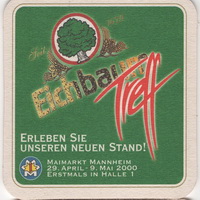 Eichbaum
Treff
ERLEBEN SIE
UNSEREN NEUEN STAND!
MAIMARKT MANNHEIM
29. APRIL - 9. MAI 2000
ERSTMALS IN HALLE 1